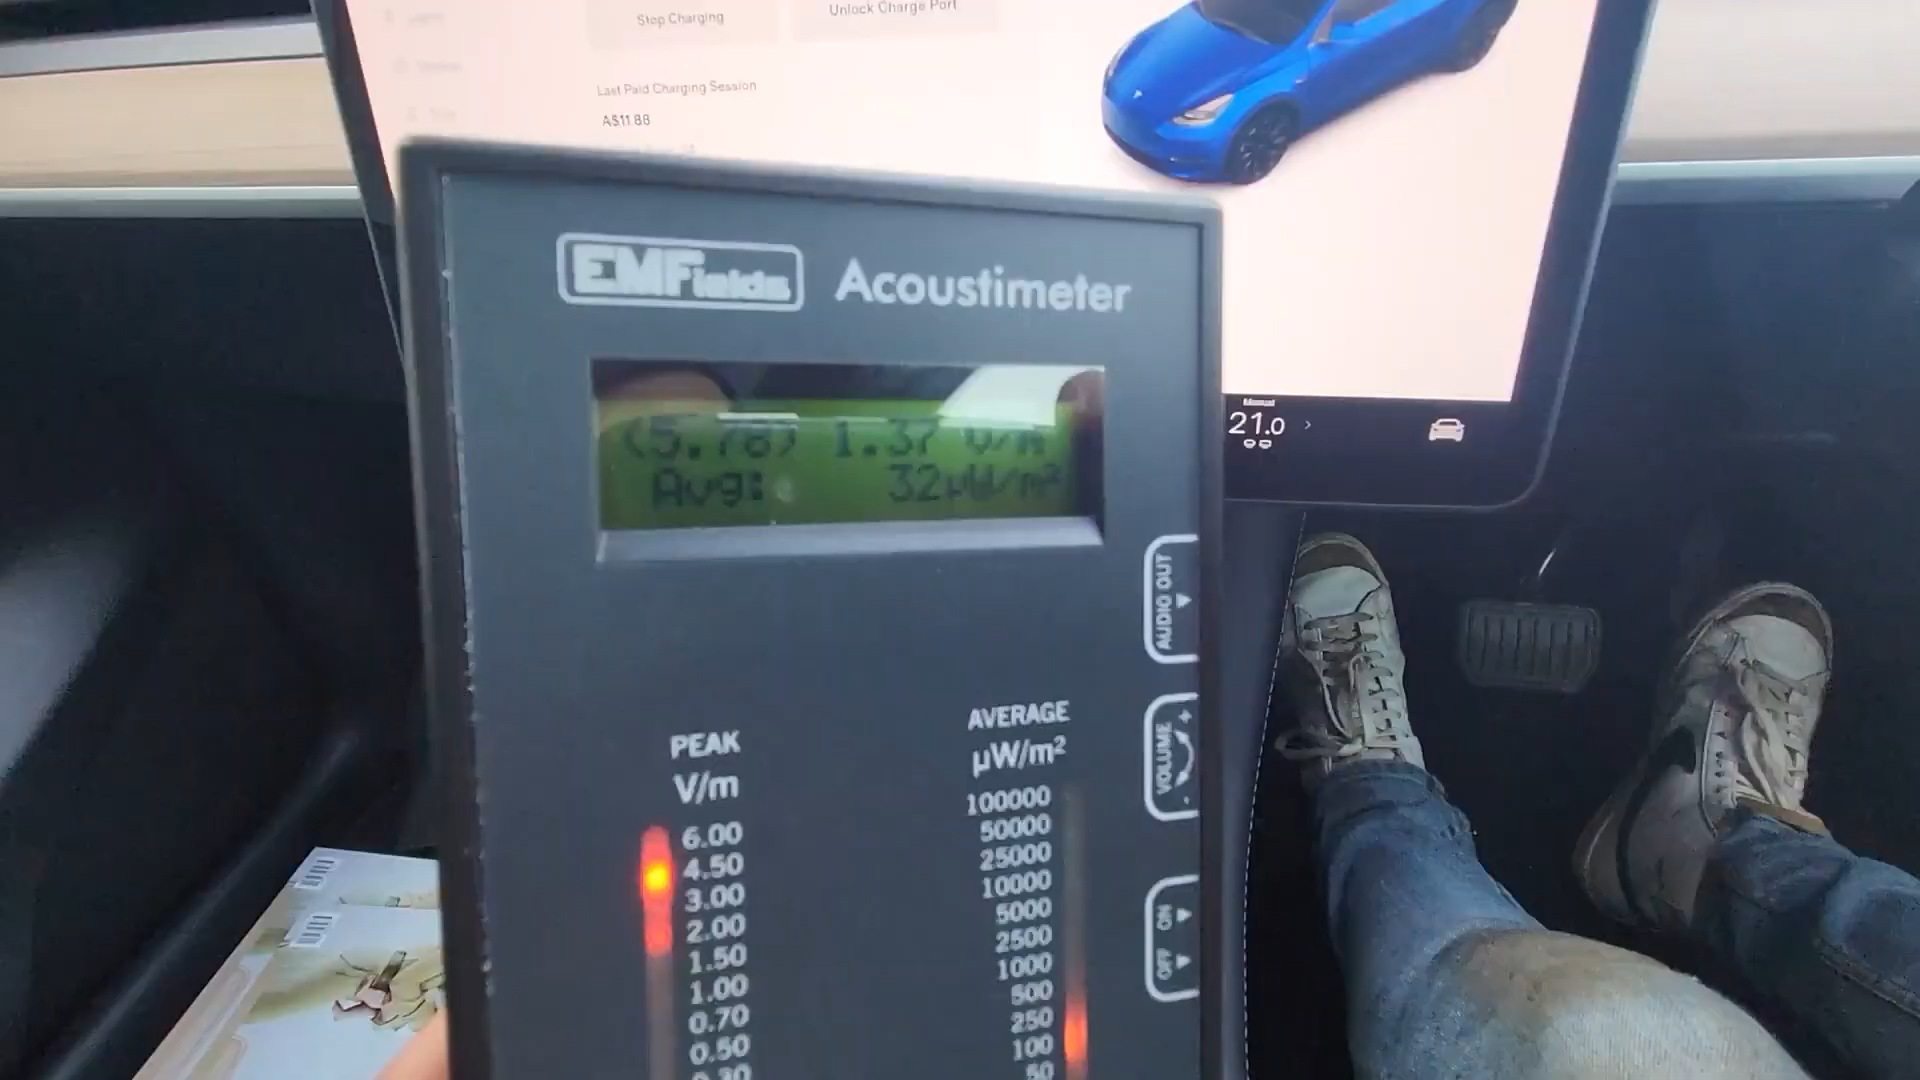 Stop Charging
Unlock Charge Port
Last Paid Charging Session
A$11.88
EMFields Acoustimeter
(5.78) 1.37 V/m
Avg: 32µW/m²
Manual
21.0
AUDIO OUT
VOLUME
- +
ON
OFF
PEAK
V/m
6.00
4.50
3.00
2.00
1.50
1.00
0.70
0.50
0.30
AVERAGE
µW/m²
100000
50000
25000
10000
5000
2500
1000
500
250
100
50